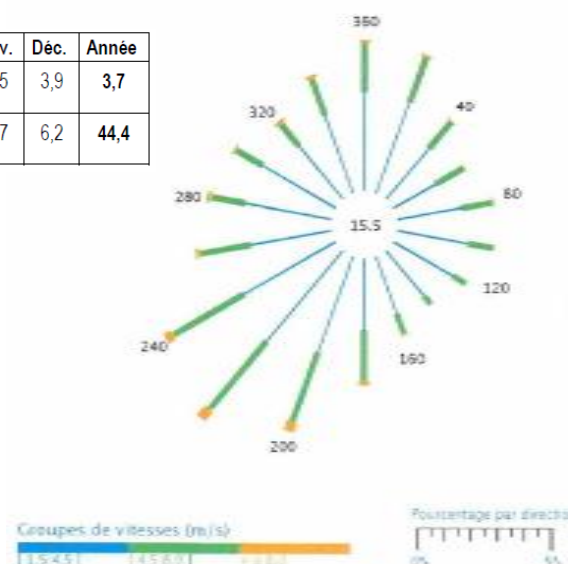 v. Déc. Année
5 3,9 3,7
7 6,2 44,4
360
40
320
80
280
15.5
120
240
160
200
Groupes de vitesses (m/s)
Pourcentage par directio